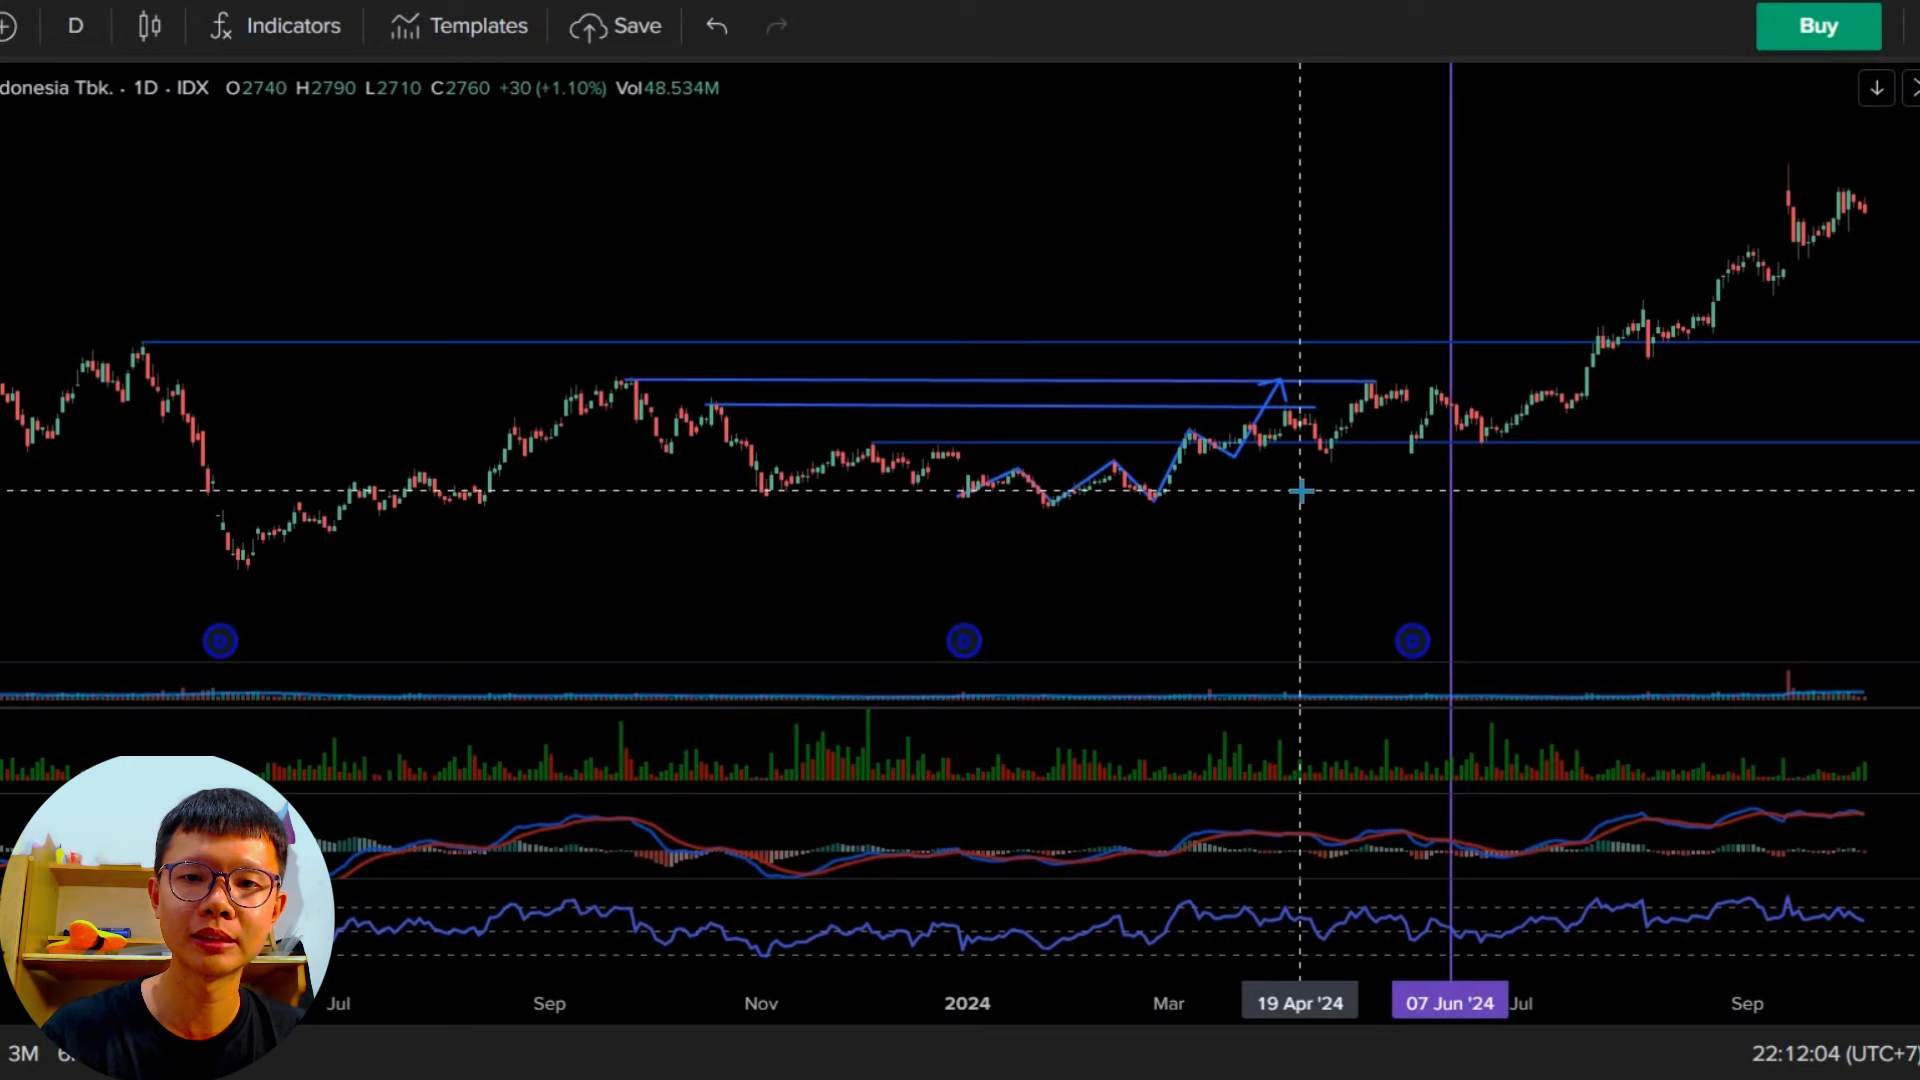 D Indicators Templates Save Buy
donesia Tbk. · 1D · IDX O2740 H2790 L2710 C2760 +30 (+1.10%) Vol48.534M
D D D
Jul Sep Nov 2024 Mar 19 Apr '24 07 Jun '24 Jul Sep
3M 22:12:04 (UTC+7)